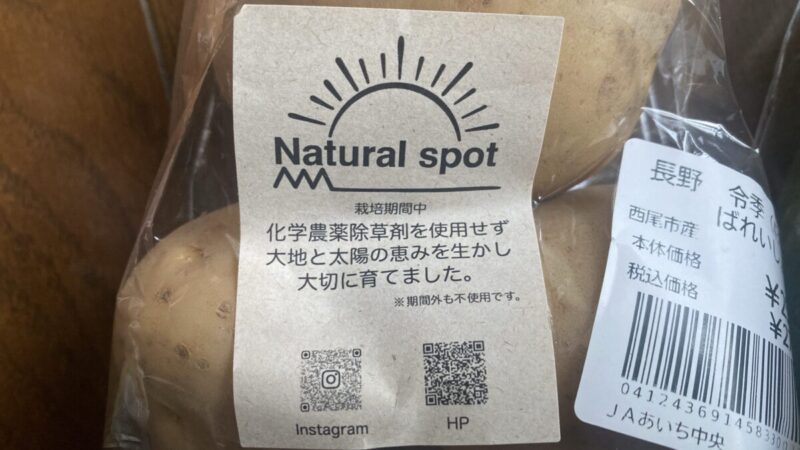 Natural spot
栽培期間中
化学農薬除草剤を使用せず
大地と太陽の恵みを生かし
大切に育てました。
※期間外も不使用です。
Instagram
HP
長野 令季
ばれいし
西尾市産
本体価格
税込価格
JAあいち中央